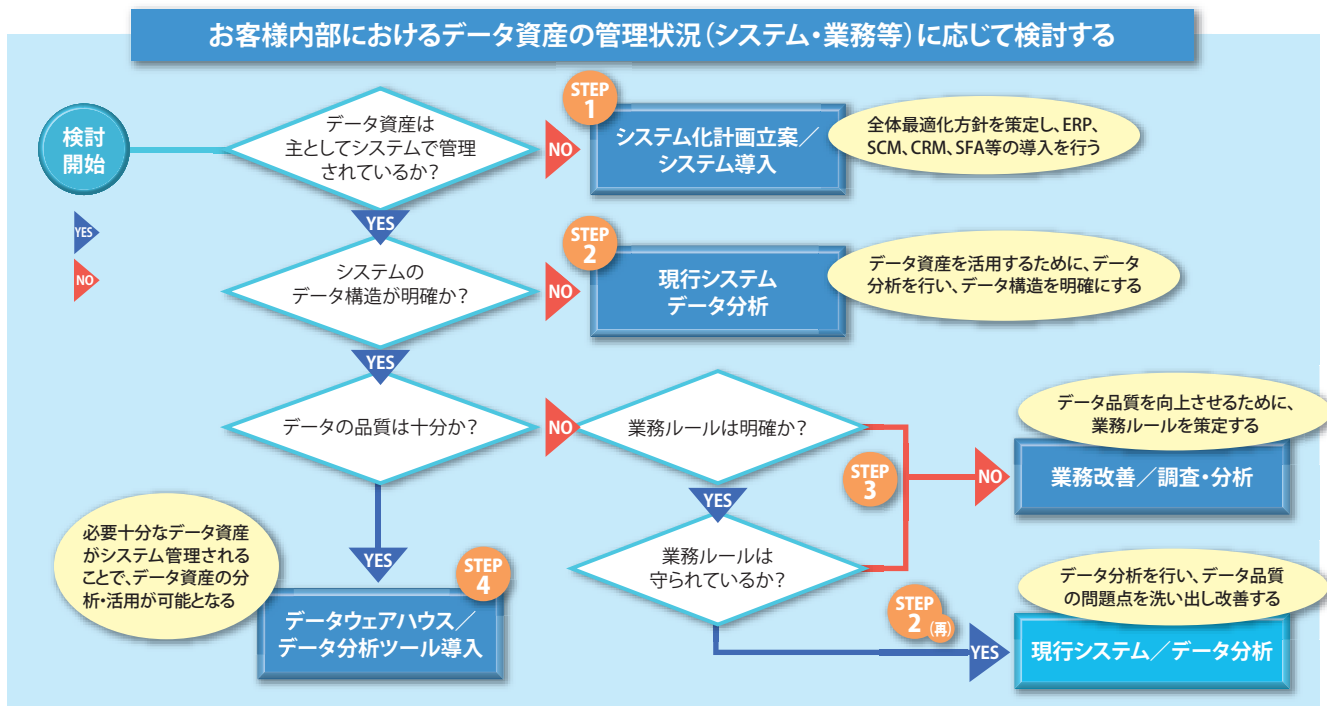 お客様内部におけるデータ資産の管理状況（システム・業務等）に応じて検討する
検討
開始
YES
NO
データ資産は
主としてシステムで管理
されているか？
NO
STEP
1
システム化計画立案／
システム導入
全体最適化方針を策定し、ERP、
SCM、CRM、SFA等の導入を行う
YES
システムの
データ構造が明確か？
NO
STEP
2
現行システム
データ分析
データ資産を活用するために、データ
分析を行い、データ構造を明確にする
YES
データの品質は十分か？
NO
業務ルールは明確か？
STEP
3
NO
データ品質を向上させるために、
業務ルールを策定する
業務改善／調査・分析
YES
業務ルールは
守られているか？
STEP
2(再)
YES
データ分析を行い、データ品質
の問題点を洗い出し改善する
現行システム／データ分析
YES
必要十分なデータ資産
がシステム管理される
ことで、データ資産の分
析・活用が可能となる
STEP
4
データウェアハウス／
データ分析ツール導入